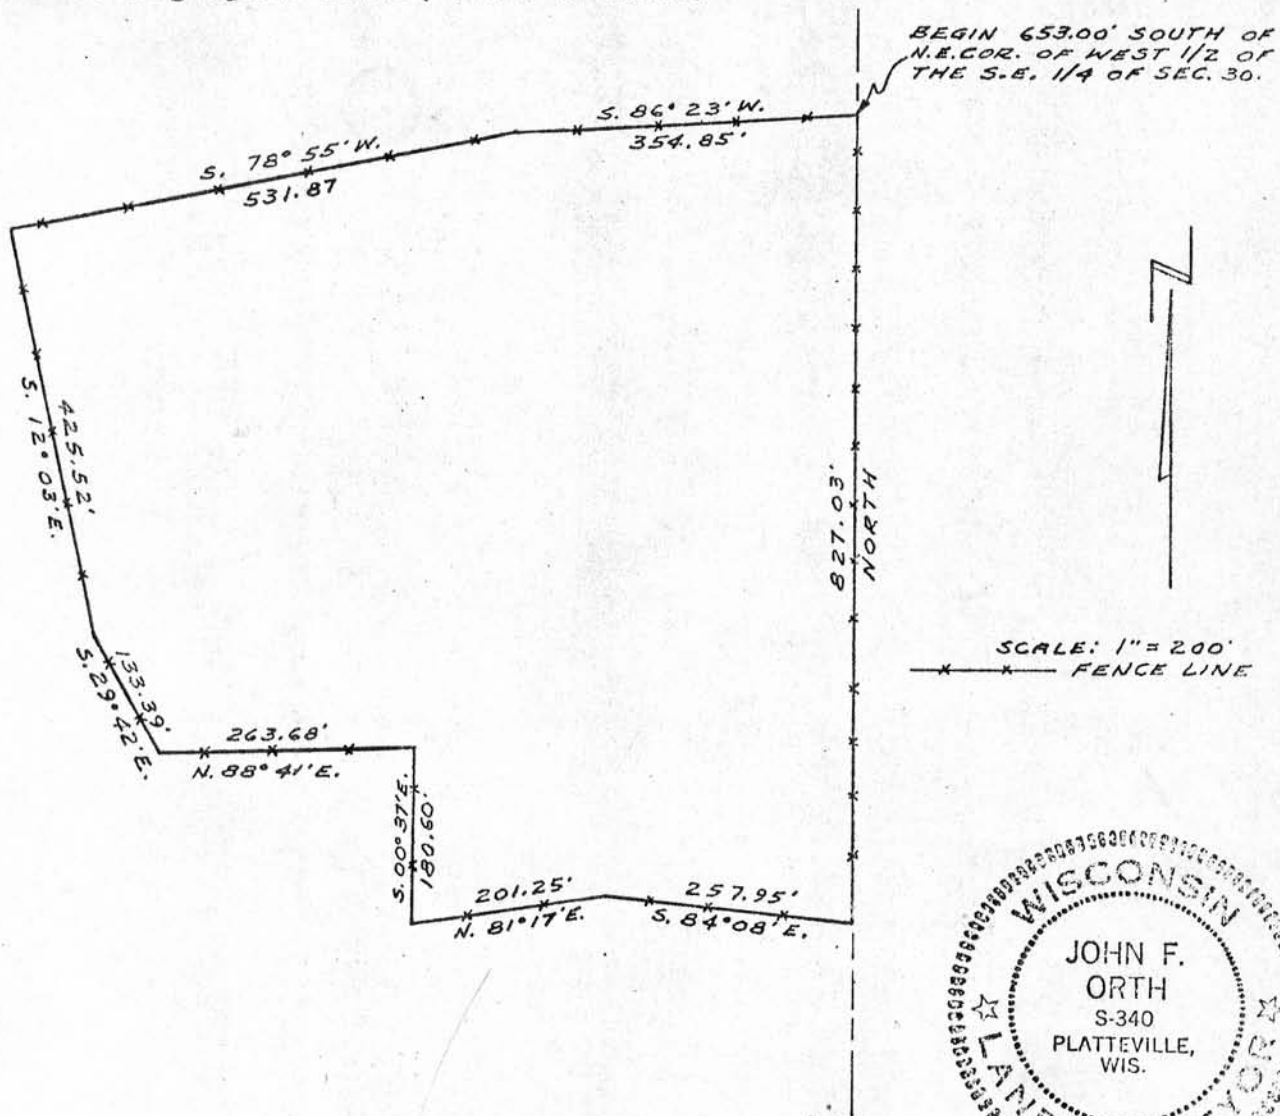 BEGIN 653.00' SOUTH OF
N.E. COR. OF WEST 1/2 OF
THE S.E. 1/4 OF SEC. 30.
S. 86° 23' W.
354.85'
S. 78° 55' W.
531.87
425.52'
S. 12° 03' E.
827.03'
NORTH
SCALE: 1" = 200'
FENCE LINE
133.39'
S. 29° 42' E.
263.68'
N. 88° 41' E.
S. 00° 37' E.
180.60'
201.25'
N. 81° 17' E.
257.95'
S. 84° 08' E.
WISCONSIN
JOHN F.
ORTH
S-340
PLATTEVILLE,
WIS.